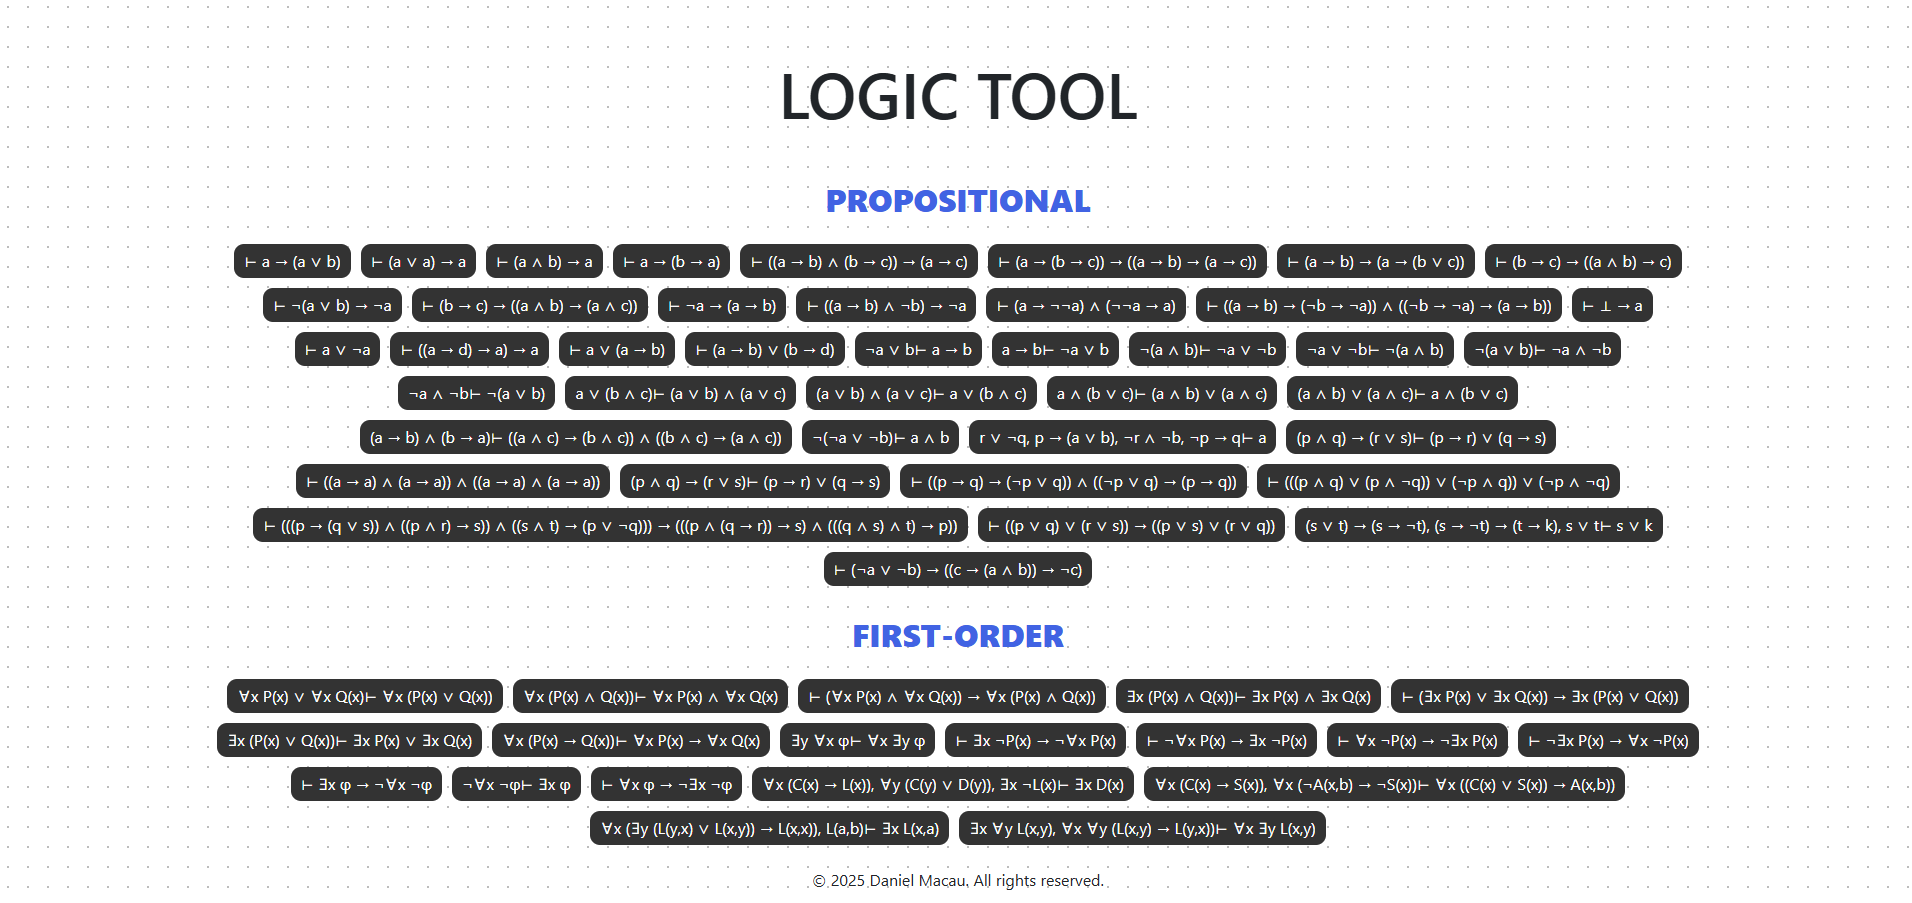 LOGIC TOOL
PROPOSITIONAL
⊢ a → (a ∨ b) ⊢ (a ∨ a) → a ⊢ (a ∧ b) → a ⊢ a → (b → a) ⊢ ((a → b) ∧ (b → c)) → (a → c) ⊢ (a → (b → c)) → ((a → b) → (a → c)) ⊢ (a → b) → (a → (b ∨ c)) ⊢ (b → c) → ((a ∧ b) → c)
⊢ ¬(a ∨ b) → ¬a ⊢ (b → c) → ((a ∧ b) → (a ∧ c)) ⊢ ¬a → (a → b) ⊢ ((a → b) ∧ ¬b) → ¬a ⊢ (a → ¬¬a) ∧ (¬¬a → a) ⊢ ((a → b) → (¬b → ¬a)) ∧ ((¬b → ¬a) → (a → b)) ⊢ ⊥ → a
⊢ a ∨ ¬a ⊢ ((a → d) → a) → a ⊢ a ∨ (a → b) ⊢ (a → b) ∨ (b → d) ¬a ∨ b⊢ a → b a → b⊢ ¬a ∨ b ¬(a ∧ b)⊢ ¬a ∨ ¬b ¬a ∨ ¬b⊢ ¬(a ∧ b) ¬(a ∨ b)⊢ ¬a ∧ ¬b
¬a ∧ ¬b⊢ ¬(a ∨ b) a ∨ (b ∧ c)⊢ (a ∨ b) ∧ (a ∨ c) (a ∨ b) ∧ (a ∨ c)⊢ a ∨ (b ∧ c) a ∧ (b ∨ c)⊢ (a ∧ b) ∨ (a ∧ c) (a ∧ b) ∨ (a ∧ c)⊢ a ∧ (b ∨ c)
(a → b) ∧ (b → a)⊢ ((a ∧ c) → (b ∧ c)) ∧ ((b ∧ c) → (a ∧ c)) ¬(¬a ∨ ¬b)⊢ a ∧ b r ∨ ¬q, p → (a ∨ b), ¬r ∧ ¬b, ¬p → q⊢ a (p ∧ q) → (r ∨ s)⊢ (p → r) ∨ (q → s)
⊢ ((a → a) ∧ (a → a)) ∧ ((a → a) ∧ (a → a)) (p ∧ q) → (r ∨ s)⊢ (p → r) ∨ (q → s) ⊢ ((p → q) → (¬p ∨ q)) ∧ ((¬p ∨ q) → (p → q)) ⊢ (((p ∧ q) ∨ (p ∧ ¬q)) ∨ (¬p ∧ q)) ∨ (¬p ∧ ¬q)
⊢ (((p → (q ∨ s)) ∧ ((p ∧ r) → s)) ∧ ((s ∧ t) → (p ∨ ¬q))) → (((p ∧ (q → r)) → s) ∧ (((q ∧ s) ∧ t) → p)) ⊢ ((p ∨ q) ∨ (r ∨ s)) → ((p ∨ s) ∨ (r ∨ q)) (s ∨ t) → (s → ¬t), (s → ¬t) → (t → k), s ∨ t⊢ s ∨ k
⊢ (¬a ∨ ¬b) → ((c → (a ∧ b)) → ¬c)
FIRST-ORDER
∀x P(x) ∨ ∀x Q(x)⊢ ∀x (P(x) ∨ Q(x)) ∀x (P(x) ∧ Q(x))⊢ ∀x P(x) ∧ ∀x Q(x) ⊢ (∀x P(x) ∧ ∀x Q(x)) → ∀x (P(x) ∧ Q(x)) ∃x (P(x) ∧ Q(x))⊢ ∃x P(x) ∧ ∃x Q(x) ⊢ (∃x P(x) ∨ ∃x Q(x)) → ∃x (P(x) ∨ Q(x))
∃x (P(x) ∨ Q(x))⊢ ∃x P(x) ∨ ∃x Q(x) ∀x (P(x) → Q(x))⊢ ∀x P(x) → ∀x Q(x) ∃y ∀x φ⊢ ∀x ∃y φ ⊢ ∃x ¬P(x) → ¬∀x P(x) ⊢ ¬∀x P(x) → ∃x ¬P(x) ⊢ ∀x ¬P(x) → ¬∃x P(x) ⊢ ¬∃x P(x) → ∀x ¬P(x)
⊢ ∃x φ → ¬∀x ¬φ ¬∀x ¬φ⊢ ∃x φ ⊢ ∀x φ → ¬∃x ¬φ ∀x (C(x) → L(x)), ∀y (C(y) ∨ D(y)), ∃x ¬L(x)⊢ ∃x D(x) ∀x (C(x) → S(x)), ∀x (¬A(x,b) → ¬S(x))⊢ ∀x ((C(x) ∨ S(x)) → A(x,b))
∀x (∃y (L(y,x) ∨ L(x,y)) → L(x,x)), L(a,b)⊢ ∃x L(x,a) ∃x ∀y L(x,y), ∀x ∀y (L(x,y) → L(y,x))⊢ ∀x ∃y L(x,y)
© 2025 Daniel Macau. All rights reserved.